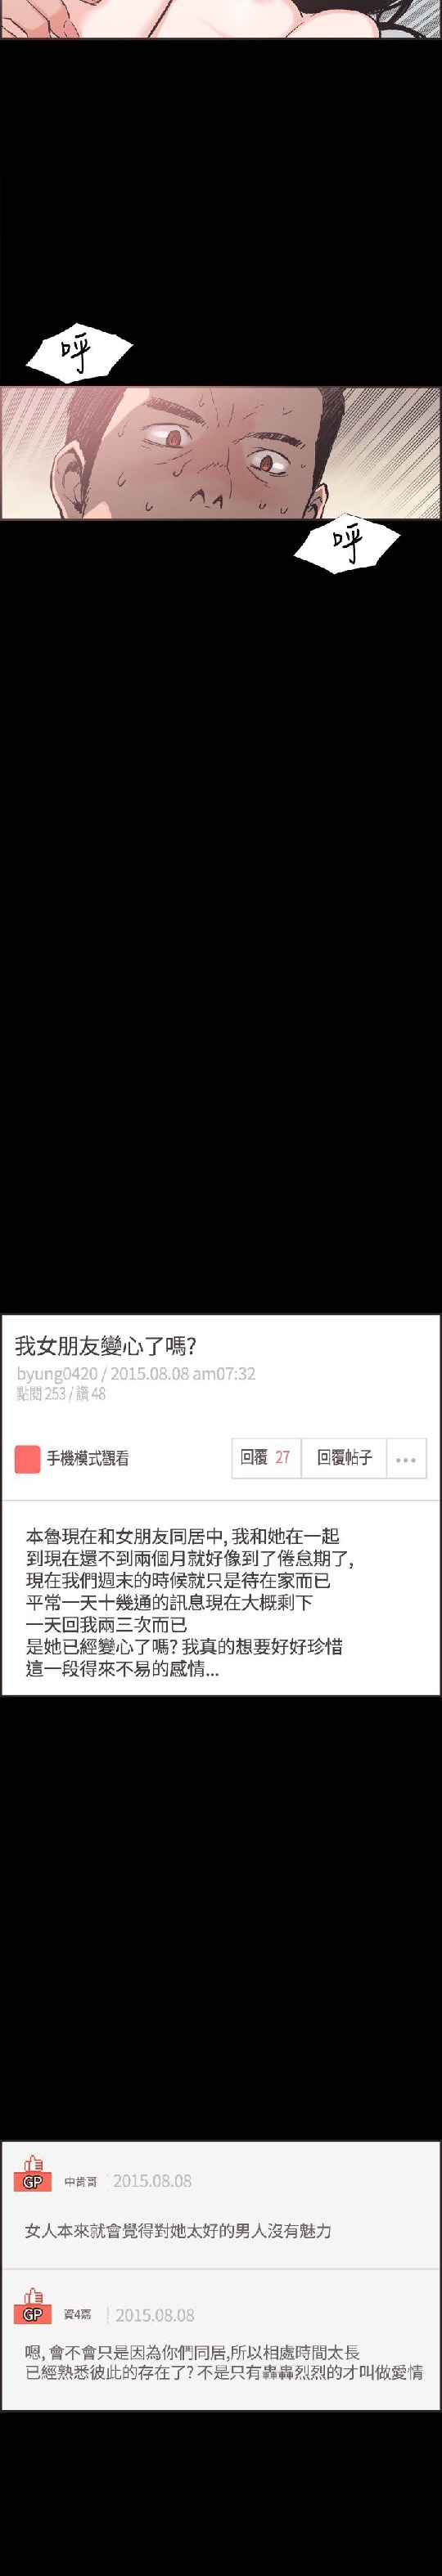 呼
呼
我女朋友變心了嗎?
byung0420 / 2015.08.08 am07:32
點閱 253 / 讚 48
手機模式觀看
回覆 27
回覆帖子
...
本魯現在和女朋友同居中, 我和她在一起
到現在還不到兩個月就好像到了倦怠期了,
現在我們週末的時候就只是待在家而已
平常一天十幾通的訊息現在大概剩下
一天回我兩三次而已
是她已經變心了嗎? 我真的想要好好珍惜
這一段得來不易的感情...
GP 中肯哥 2015.08.08
女人本來就會覺得對她太好的男人沒有魅力
GP 資4嘉 | 2015.08.08
嗯, 會不會只是因為你們同居,所以相處時間太長
已經熟悉彼此的存在了? 不是只有轟轟烈烈的才叫做愛情